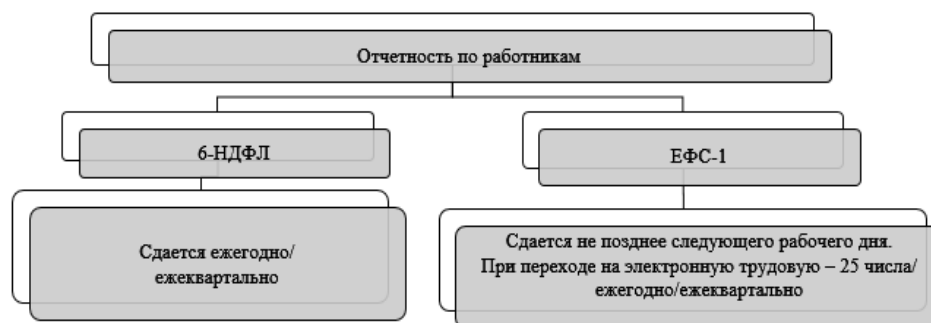 Отчетность по работникам
6-НДФЛ
ЕФС-1
Сдается ежегодно/
ежеквартально
Сдается не позднее следующего рабочего дня.
При переходе на электронную трудовую – 25 числа/
ежегодно/ежеквартально